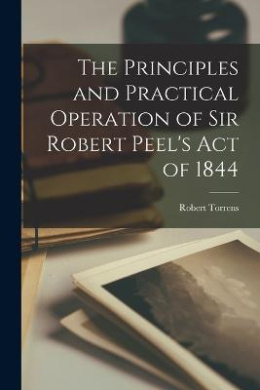 The Principles
and Practical
Operation of Sir
Robert Peel's Act
of 1844
Robert Torrens